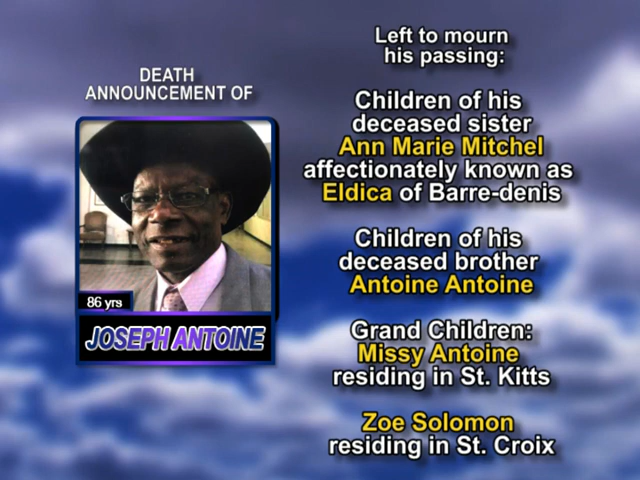 DEATH
ANNOUNCEMENT OF
86 yrs
JOSEPH ANTOINE
Left to mourn
his passing:
Children of his
deceased sister
Ann Marie Mitchel
affectionately known as
Eldica of Barre-denis
Children of his
deceased brother
Antoine Antoine
Grand Children:
Missy Antoine
residing in St. Kitts
Zoe Solomon
residing in St. Croix